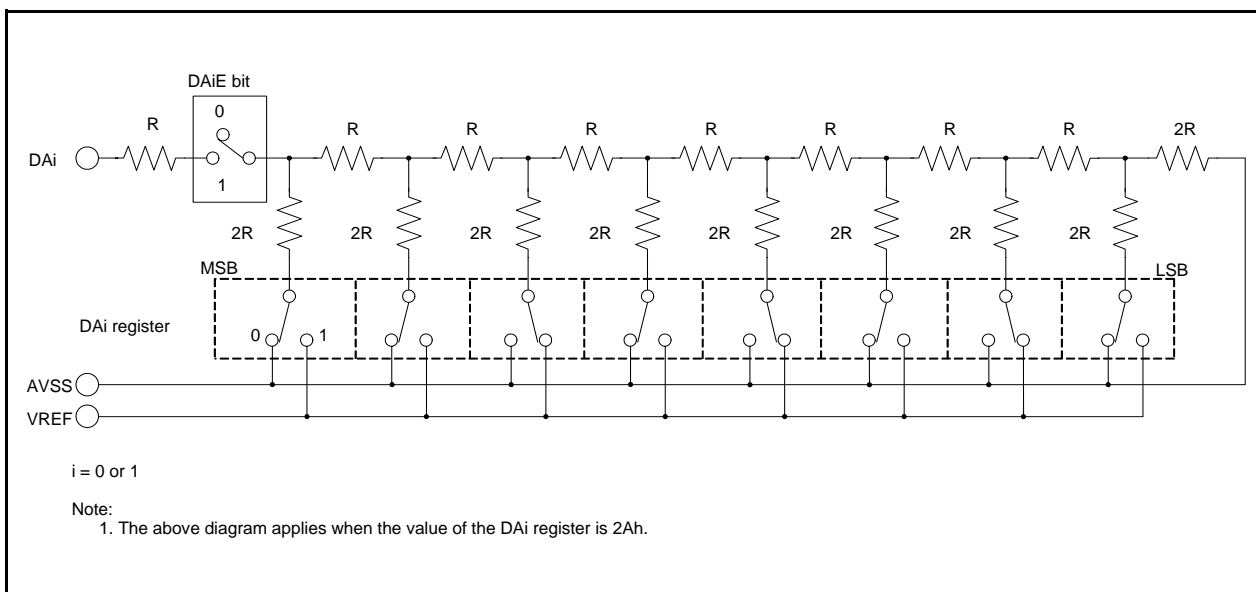 DAiE bit
0
R R R R R R R R 2R
DAi
1
2R 2R 2R 2R 2R 2R 2R 2R
MSB LSB
DAi register 0 1
AVSS
VREF
i = 0 or 1
Note:
1. The above diagram applies when the value of the DAi register is 2Ah.